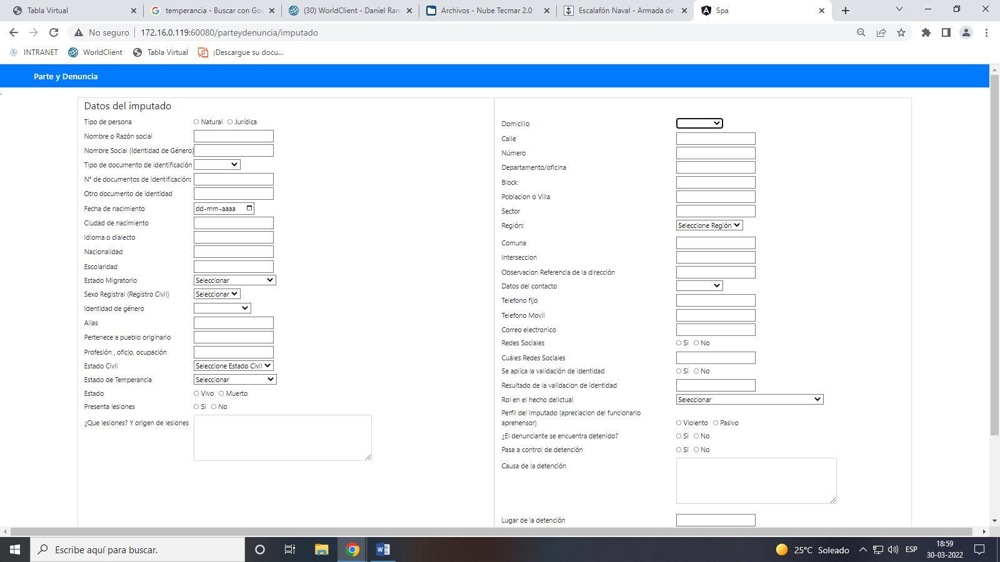 Tabla Virtual
temperancia - Buscar con Goo
(30) WorldClient - Daniel Ram
Archivos - Nube Tecmar 2.0
Escalafón Naval - Armada de
Spa
No seguro
172.16.0.119:60080/parteydenuncia/imputado
INTRANET
WorldClient
Tabla Virtual
¡Descargue su docu...
Parte y Denuncia
Datos del imputado
Tipo de persona Natural Jurídica
Nombre o Razón social
Nombre Social (Identidad de Género)
Tipo de documento de identificación
N° de documentos de identificación:
Otro documento de identidad
Fecha de nacimiento dd-mm-aaaa
Ciudad de nacimiento
Idioma o dialecto
Nacionalidad
Escolaridad
Estado Migratorio Seleccionar
Sexo Registral (Registro Civil) Seleccionar
Identidad de género
Alias
Pertenece a pueblo originario
Profesión , oficio, ocupación
Estado Civil Seleccione Estado Civil
Estado de Temperancia Seleccionar
Estado Vivo Muerto
Presenta lesiones Si No
¿Que lesiones? Y origen de lesiones
Domicilio
Calle
Número
Departamento/oficina
Block
Poblacion o Villa
Sector
Región: Seleccione Región
Comuna
Interseccion
Observacion Referencia de la dirección
Datos del contacto
Telefono fijo
Telefono Movil
Correo electronico
Redes Sociales Si No
Cuáles Redes Sociales
Se aplica la validación de identidad Si No
Resultado de la validacion de identidad
Rol en el hecho delictual Seleccionar
Perfil del imputado (apreciacion del funcionario
aprehensor) Violento Pasivo
¿El denunciante se encuentra detenido? Si No
Pasa a control de detención Si No
Causa de la detención
Lugar de la detención
Escribe aquí para buscar.
25°C Soleado
ESP
18:59
30-03-2022